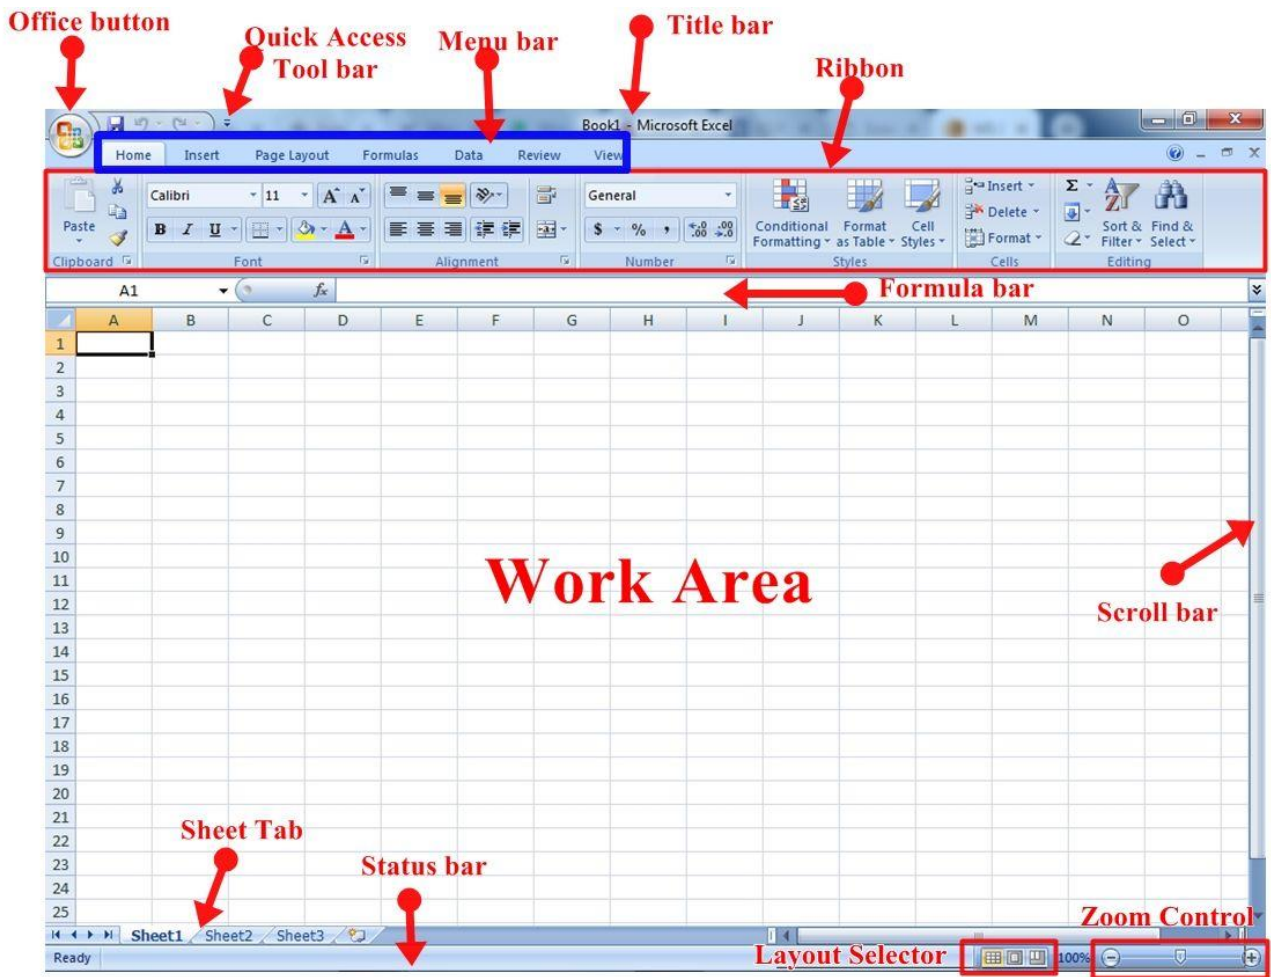 Office button
Quick Access
Tool bar
Menu bar
Title bar
Ribbon
Book1 - Microsoft Excel
Home Insert Page Layout Formulas Data Review View
Calibri 11 A A General Insert
Paste B I U A $ % , .0 .00 .00 .0 Conditional Formatting Format as Table Cell Styles Delete Format Σ A Z Sort & Filter Find & Select
Clipboard Font Alignment Number Styles Cells Editing
A1 fx Formula bar
A B C D E F G H I J K L M N O
1
2
3
4
5
6
7
8
9
10
11
12
13
14
15
16
17
18
19
20
21
22
23
24
25
Work Area
Scroll bar
Sheet Tab
Status bar
Zoom Control
Sheet1 Sheet2 Sheet3
Ready
Layout Selector
100%